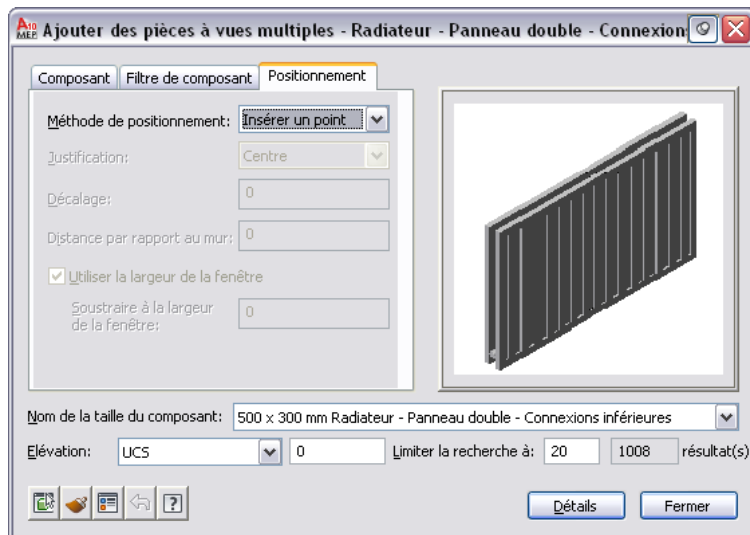 A10 MEP Ajouter des pièces à vues multiples - Radiateur - Panneau double - Connexion
Composant Filtre de composant Positionnement
Méthode de positionnement: Insérer un point
Justification: Centre
Décalage: 0
Distance par rapport au mur: 0
Utiliser la largeur de la fenêtre
Soustraire à la largeur de la fenêtre: 0
Nom de la taille du composant: 500 x 300 mm Radiateur - Panneau double - Connexions inférieures
Elévation: UCS 0 Limiter la recherche à: 20 1008 résultat(s)
? Détails Fermer